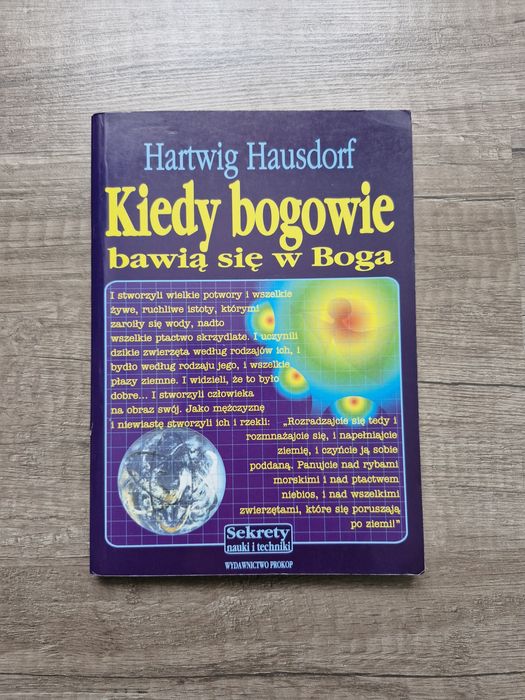 Hartwig Hausdorf
Kiedy bogowie
bawią się w Boga
I stworzyli wielkie potwory i wszelkie
żywe, ruchliwe istoty, którymi
zaroiły się wody, nadto
wszelkie ptactwo skrzydlate. I uczynili
dzikie zwierzęta według rodzajów ich, i
bydło według rodzaju jego, i wszelkie
płazy ziemne. I widzieli, że to było
dobre... I stworzyli człowieka
na obraz swój. Jako mężczyznę
i niewiastę stworzyli ich i rzekli: „Rozradzajcie się tedy i
rozmnażajcie się, i napełniajcie
ziemię, i czyńcie ją sobie
poddaną. Panujcie nad rybami
morskimi i nad ptactwem
niebios, i nad wszelkimi
zwierzętami, które się poruszają
po ziemi!”
Sekrety
nauki i techniki
WYDAWNICTWO PROKOP